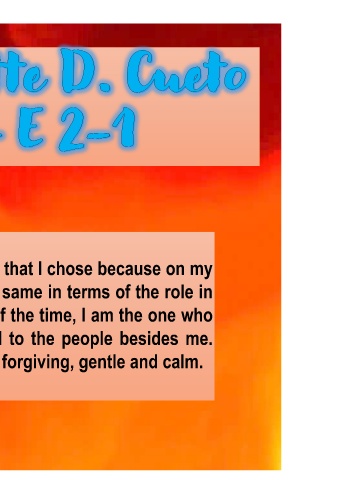 tte D. Cueto
E 2-1
that I chose because on my
same in terms of the role in
f the time, I am the one who
to the people besides me.
forgiving, gentle and calm.